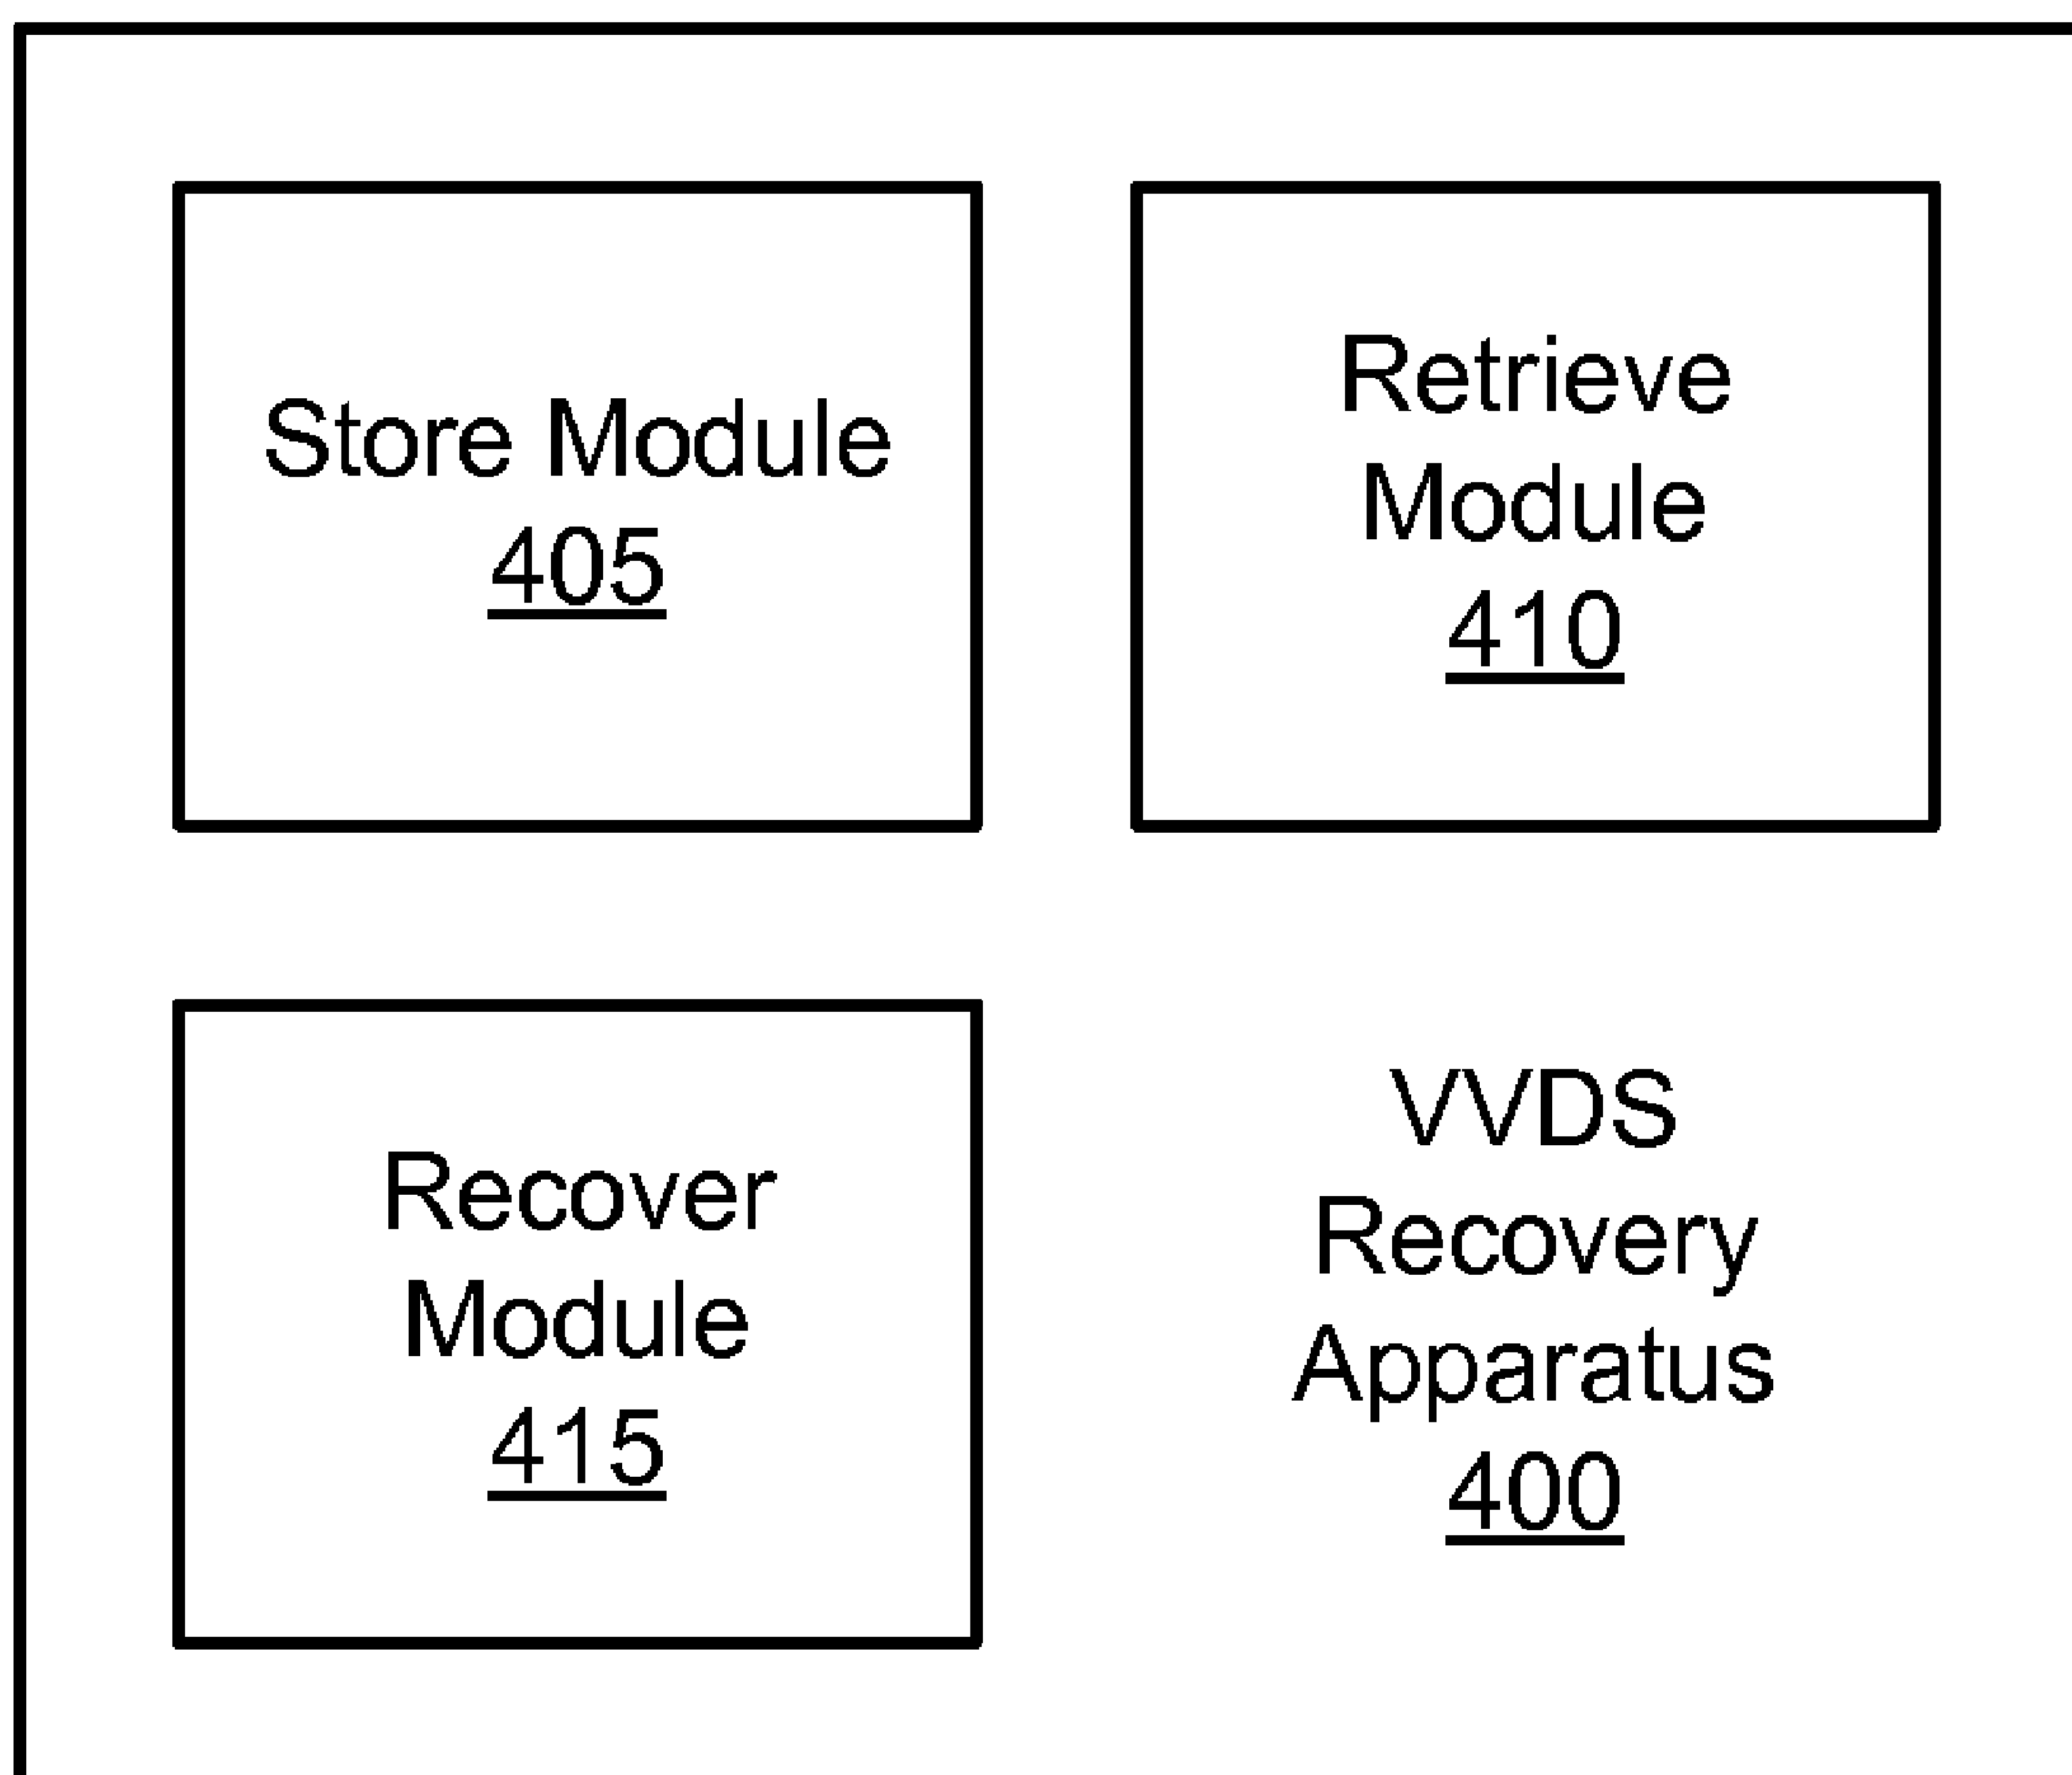 Store Module
405
Retrieve
Module
410
Recover
Module
415
VVDS
Recovery
Apparatus
400